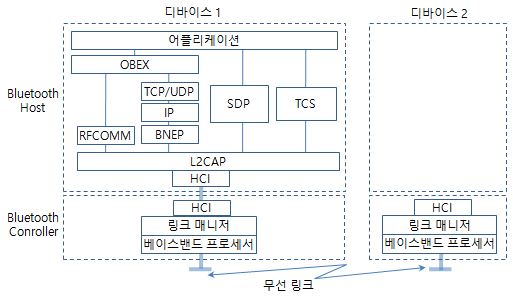 디바이스 1
디바이스 2
어플리케이션
OBEX
TCP/UDP
IP
BNEP
RFCOMM
SDP
TCS
L2CAP
HCI
Bluetooth
Host
HCI
링크 매니저
베이스밴드 프로세서
Bluetooth
Conroller
HCI
링크 매니저
베이스밴드 프로세서
무선 링크